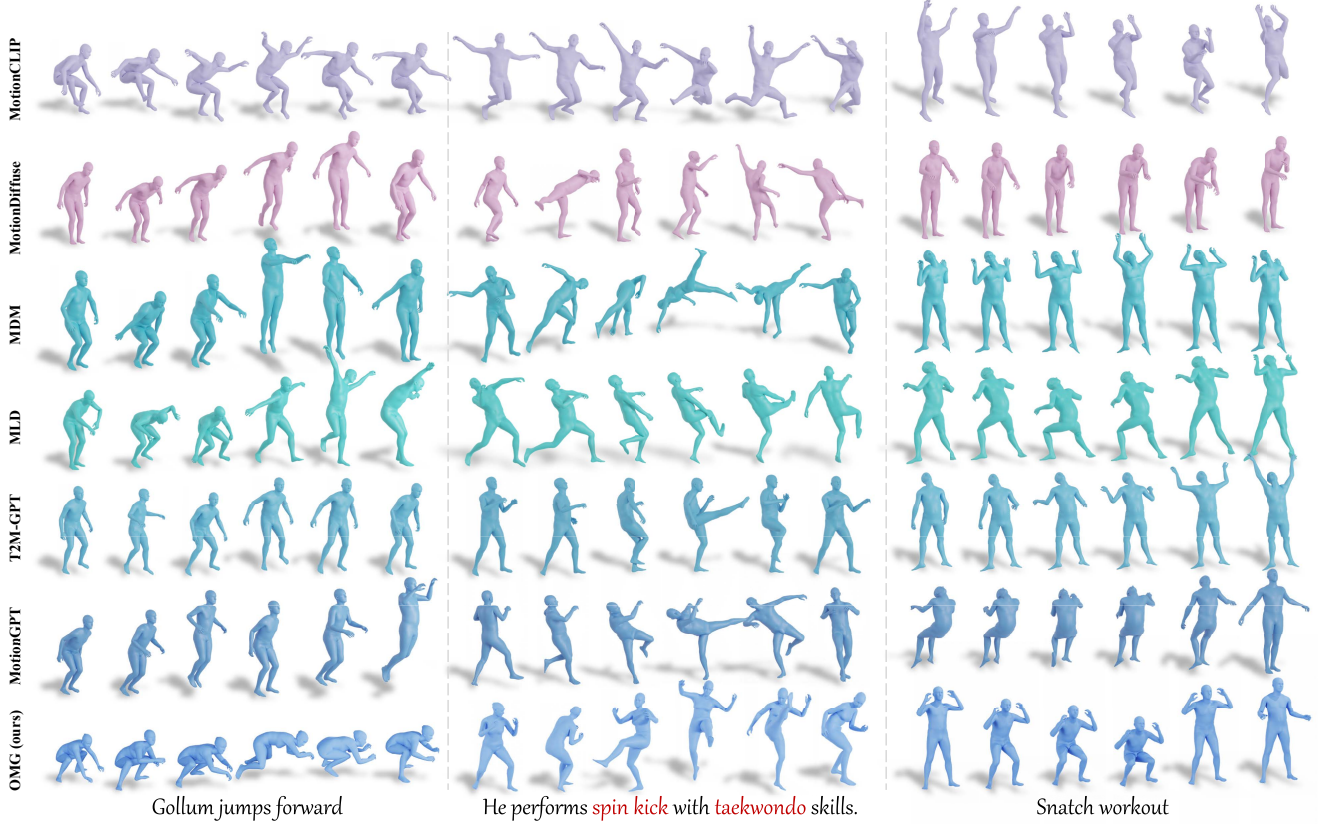 MotionCLIP
MotionDiffuse
MDM
MLD
T2M-GPT
MotionGPT
OMG (ours)
Gollum jumps forward
He performs spin kick with taekwondo skills.
Snatch workout